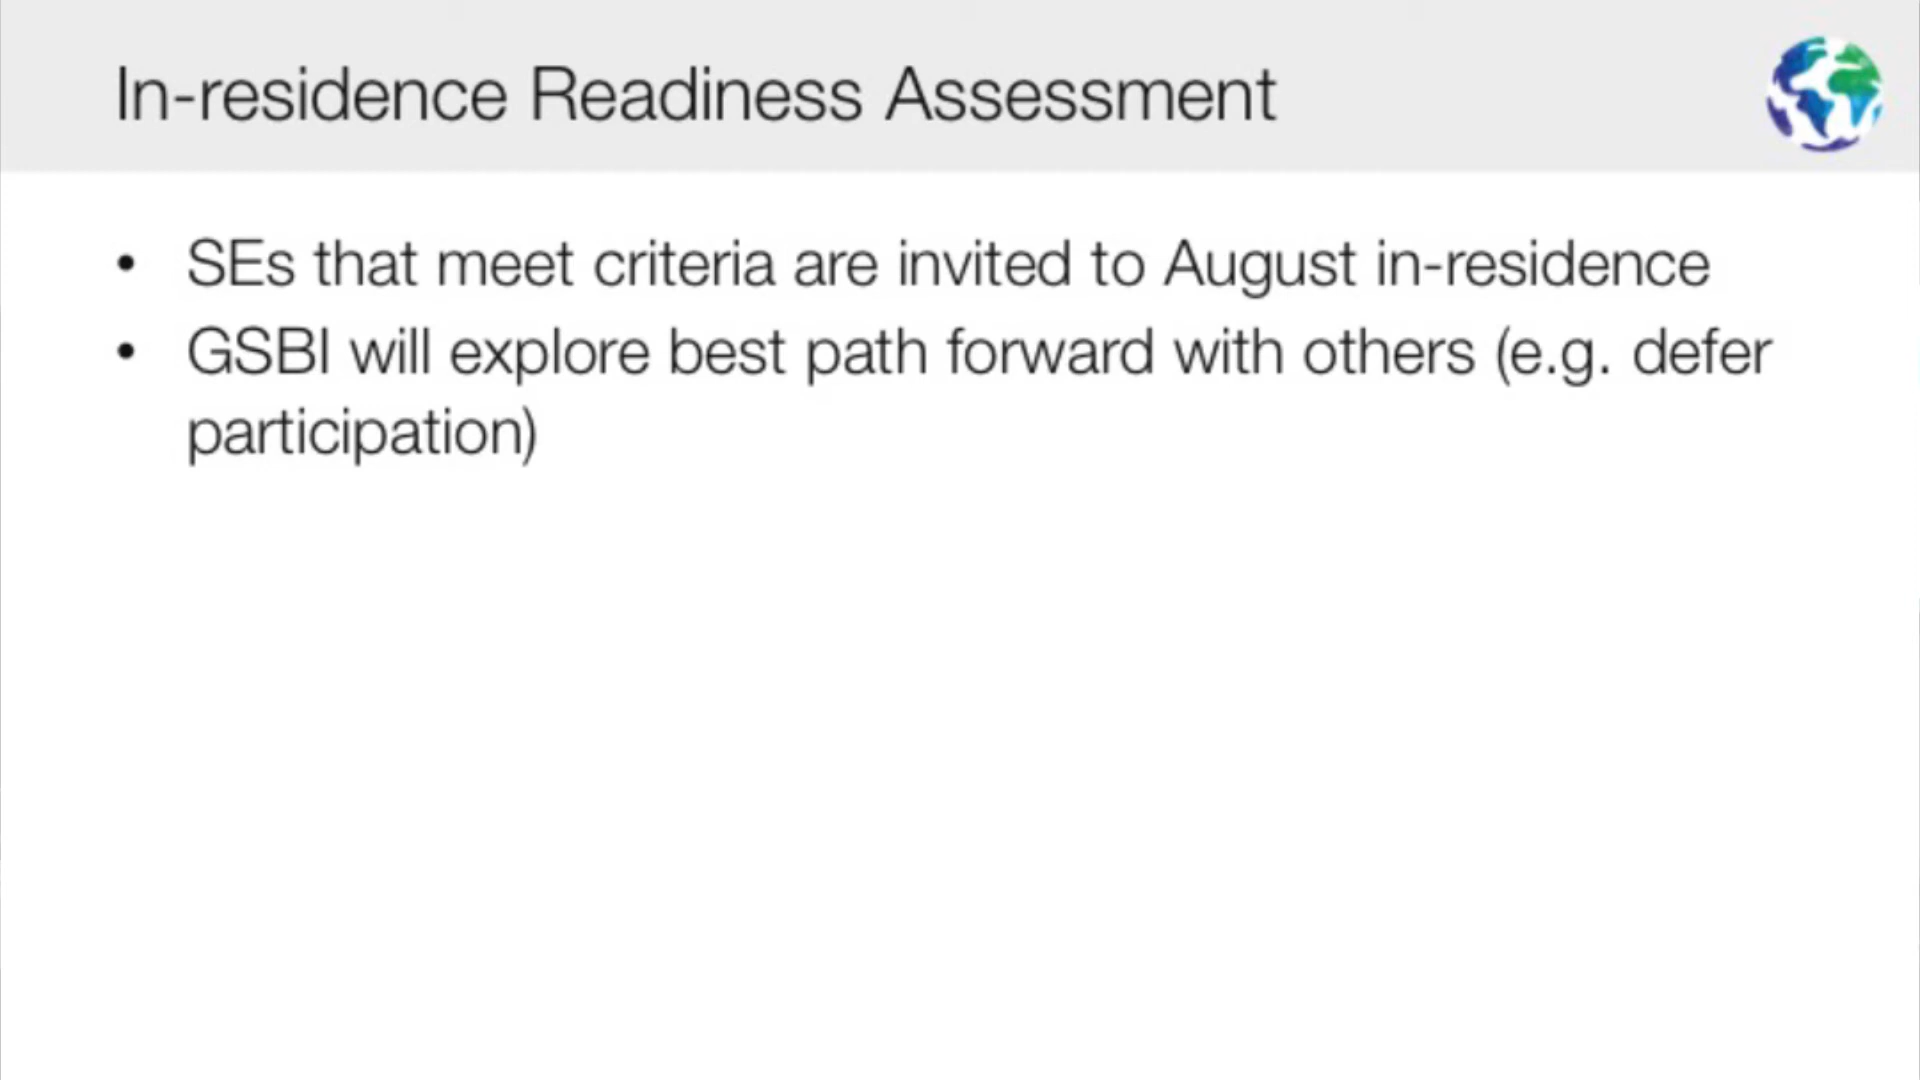 In-residence Readiness Assessment
• SEs that meet criteria are invited to August in-residence
• GSBI will explore best path forward with others (e.g. defer
participation)